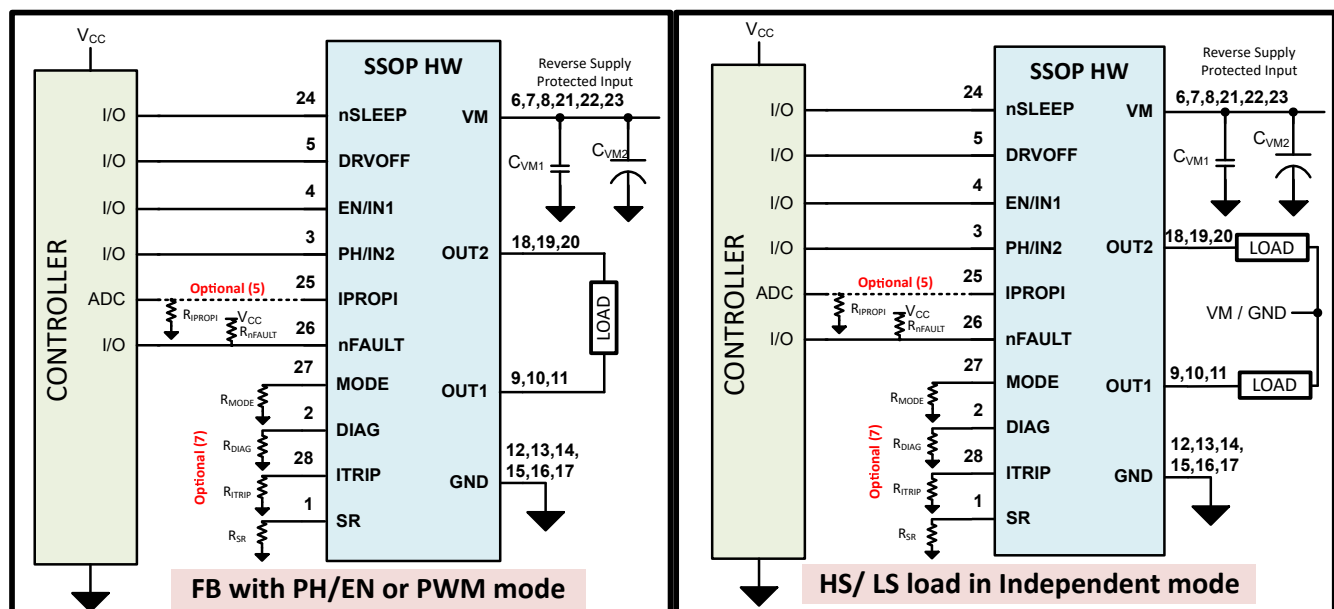 VCC
CONTROLLER
I/O
I/O
I/O
I/O
ADC
I/O
SSOP HW
24
nSLEEP
5
DRVOFF
4
EN/IN1
3
PH/IN2
25
IPROPI
26
nFAULT
27
MODE
2
DIAG
28
ITRIP
1
SR
Optional (5)
RIPROPI
VCC
RnFAULT
RMODE
RDIAG
RITRIP
RSR
Optional (7)
VM
Reverse Supply
Protected Input
6,7,8,21,22,23
CVM1
CVM2
OUT2
18,19,20
LOAD
OUT1
9,10,11
GND
12,13,14,
15,16,17
FB with PH/EN or PWM mode
VCC
CONTROLLER
I/O
I/O
I/O
I/O
ADC
I/O
SSOP HW
24
nSLEEP
5
DRVOFF
4
EN/IN1
3
PH/IN2
25
IPROPI
26
nFAULT
27
MODE
2
DIAG
28
ITRIP
1
SR
Optional (5)
RIPROPI
VCC
RnFAULT
RMODE
RDIAG
RITRIP
RSR
Optional (7)
VM
Reverse Supply
Protected Input
6,7,8,21,22,23
CVM1
CVM2
OUT2
18,19,20
LOAD
VM / GND
OUT1
9,10,11
LOAD
GND
12,13,14,
15,16,17
HS/ LS load in Independent mode